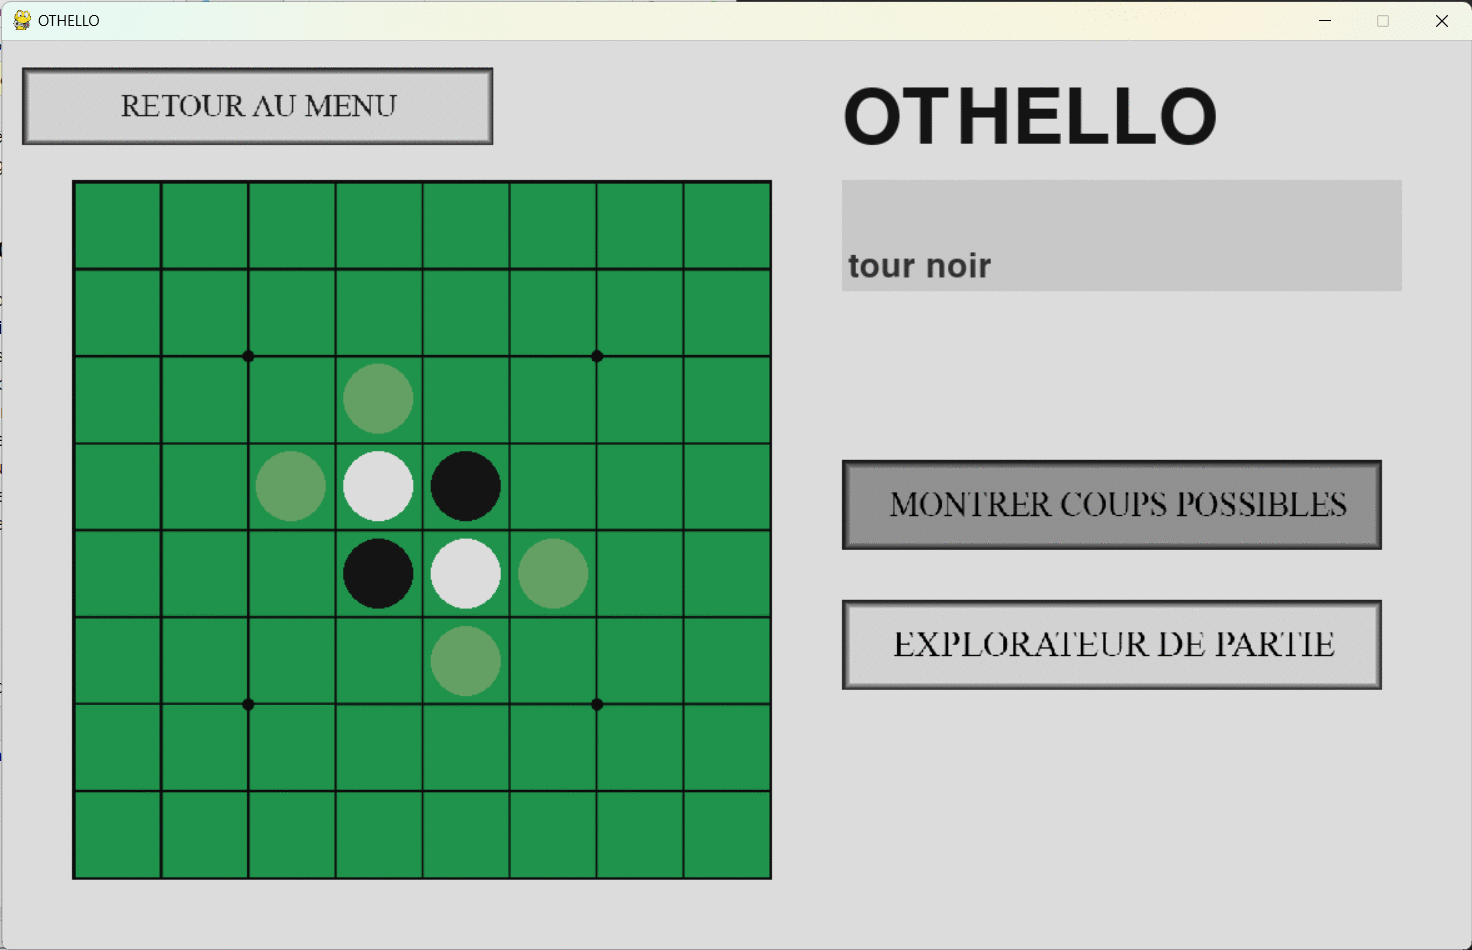 OTHELLO
RETOUR AU MENU
OTHELLO
tour noir
MONTRER COUPS POSSIBLES
EXPLORATEUR DE PARTIE